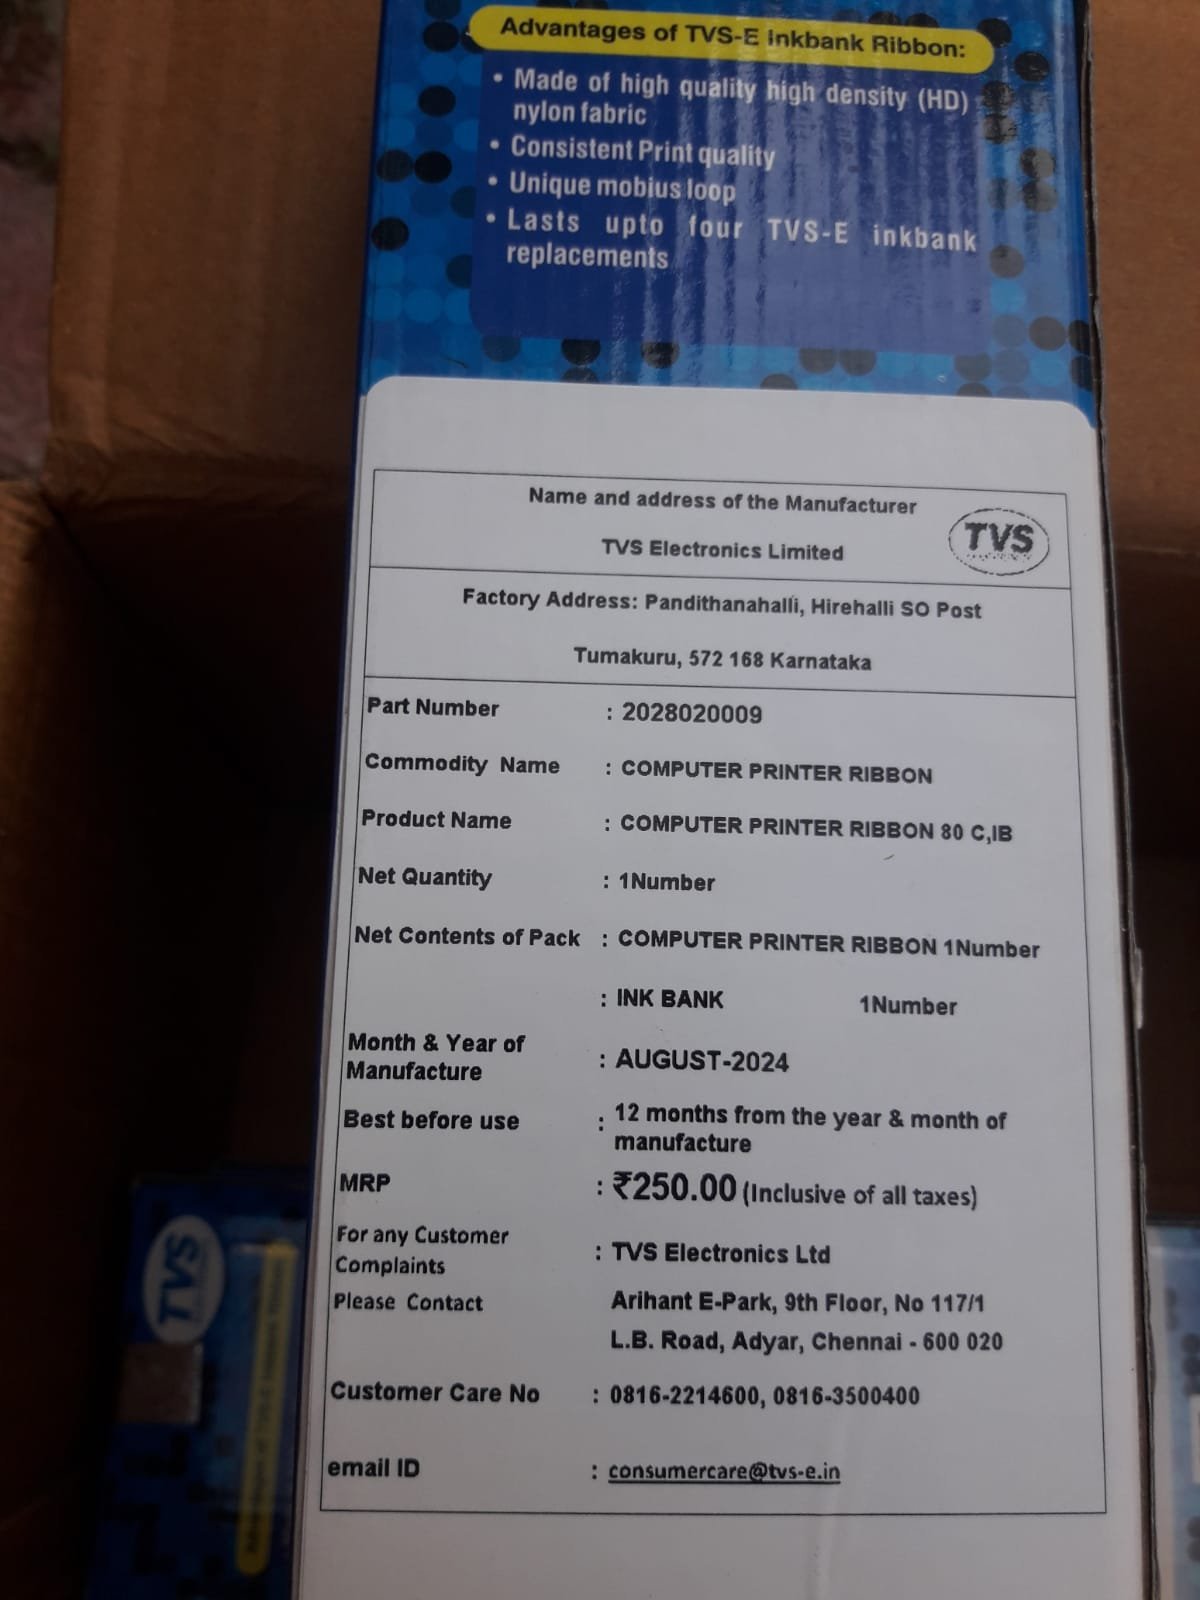 Advantages of TVS-E Inkbank Ribbon:
• Made of high quality high density (HD)
nylon fabric
• Consistent Print quality
• Unique mobius loop
• Lasts upto four TVS-E inkbank
replacements
Name and address of the Manufacturer
TVS Electronics Limited
TVS
Factory Address: Pandithanahalli, Hirehalli SO Post
Tumakuru, 572 168 Karnataka
Part Number : 2028020009
Commodity Name : COMPUTER PRINTER RIBBON
Product Name : COMPUTER PRINTER RIBBON 80 C,IB
Net Quantity : 1Number
Net Contents of Pack : COMPUTER PRINTER RIBBON 1Number
: INK BANK 1Number
Month & Year of
Manufacture : AUGUST-2024
Best before use : 12 months from the year & month of
manufacture
MRP : ₹250.00 (Inclusive of all taxes)
For any Customer
Complaints : TVS Electronics Ltd
Please Contact Arihant E-Park, 9th Floor, No 117/1
L.B. Road, Adyar, Chennai - 600 020
Customer Care No : 0816-2214600, 0816-3500400
email ID : consumercare@tvs-e.in
TVS